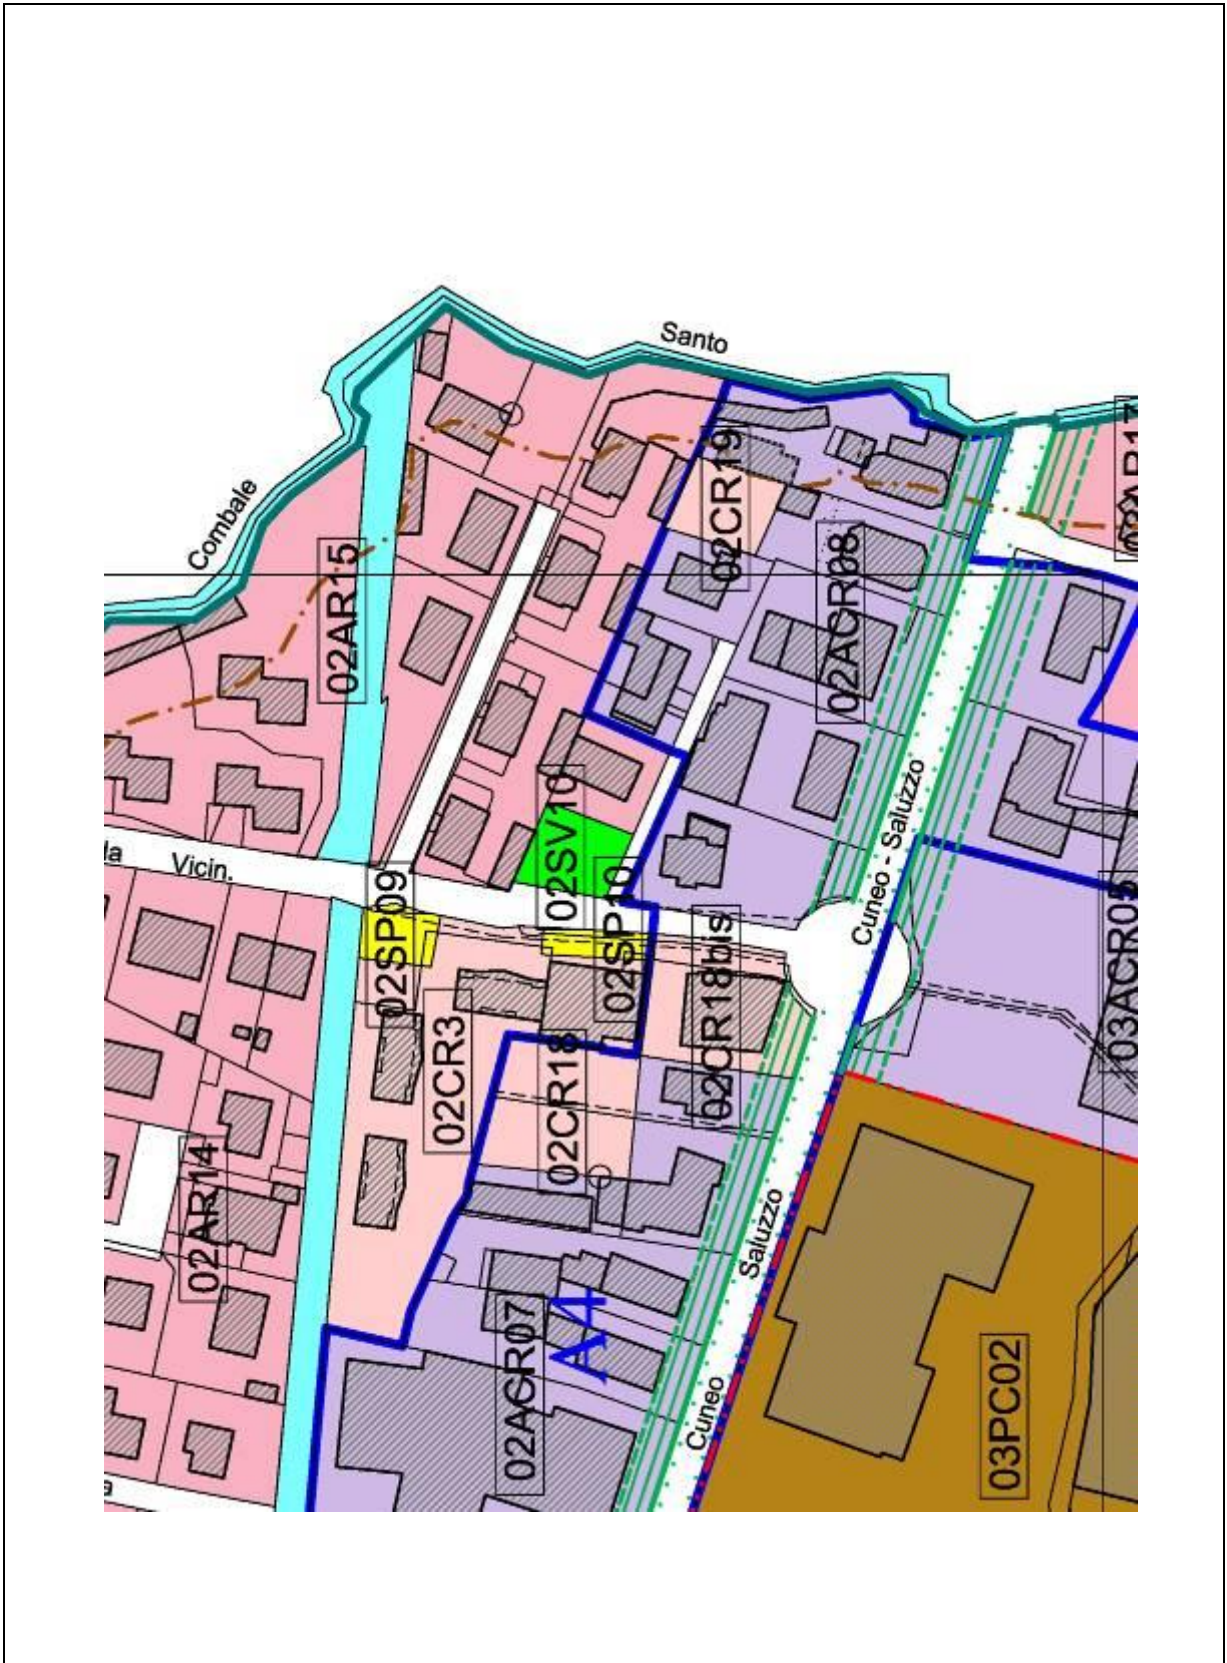 Santo
Combale
02CR19
02AR15
02ACR08
Cuneo - Saluzzo
02SV10
Vicin.
02SP09
02SP10
02CR18bis
03ACR05
02CR3
02CR18
02AR14
Saluzzo
A4
02ACR07
Cuneo
03PC02